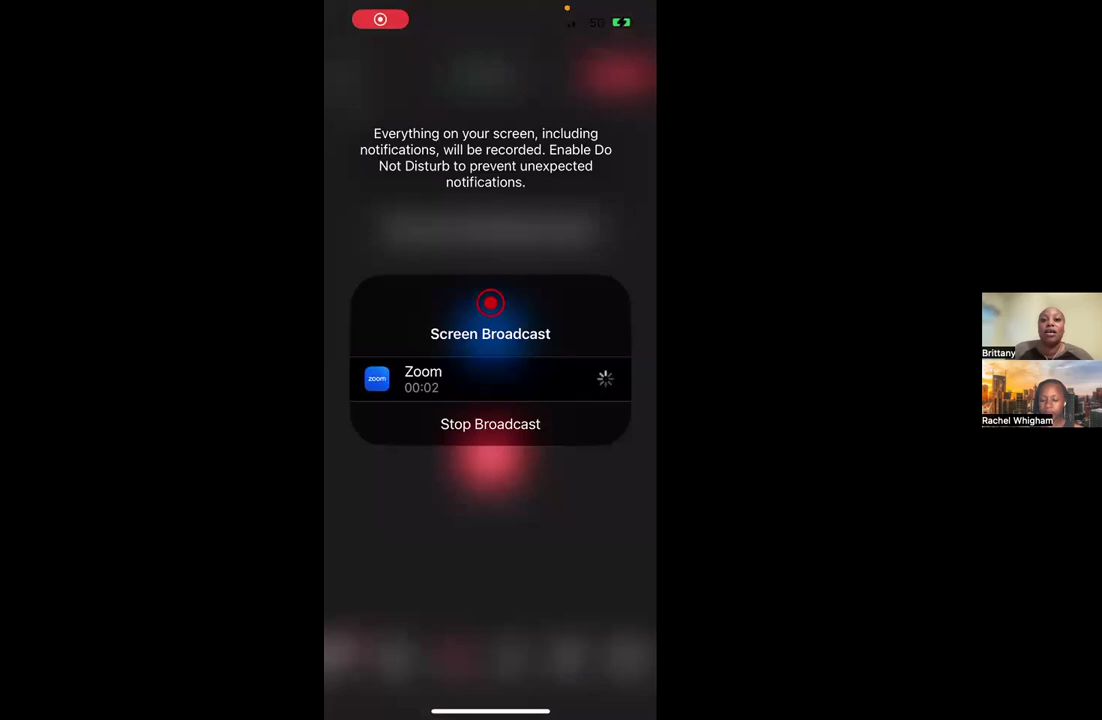 5G
Everything on your screen, including
notifications, will be recorded. Enable Do
Not Disturb to prevent unexpected
notifications.
Screen Broadcast
zoom
Zoom
00:02
Stop Broadcast
Brittany
Rachel Whigham